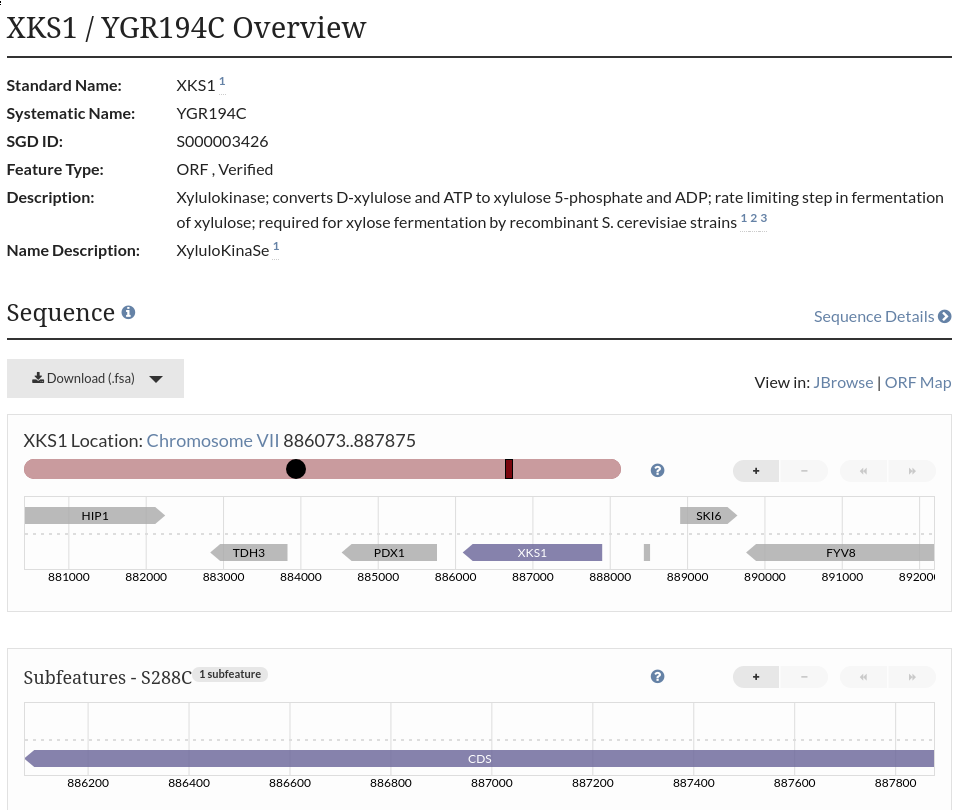 XKS1 / YGR194C Overview
Standard Name: XKS1 1
Systematic Name: YGR194C
SGD ID: S000003426
Feature Type: ORF , Verified
Description: Xylulokinase; converts D-xylulose and ATP to xylulose 5-phosphate and ADP; rate limiting step in fermentation
of xylulose; required for xylose fermentation by recombinant S. cerevisiae strains 1 2 3
Name Description: XyluloKinaSe 1
Sequence
Sequence Details
Download (.fsa)
View in: JBrowse | ORF Map
XKS1 Location: Chromosome VII 886073..887875
? + − « »
HIP1 SKI6
TDH3 PDX1 XKS1 FYV8
881000 882000 883000 884000 885000 886000 887000 888000 889000 890000 891000 892000
Subfeatures - S288C 1 subfeature
? + − « »
CDS
886200 886400 886600 886800 887000 887200 887400 887600 887800